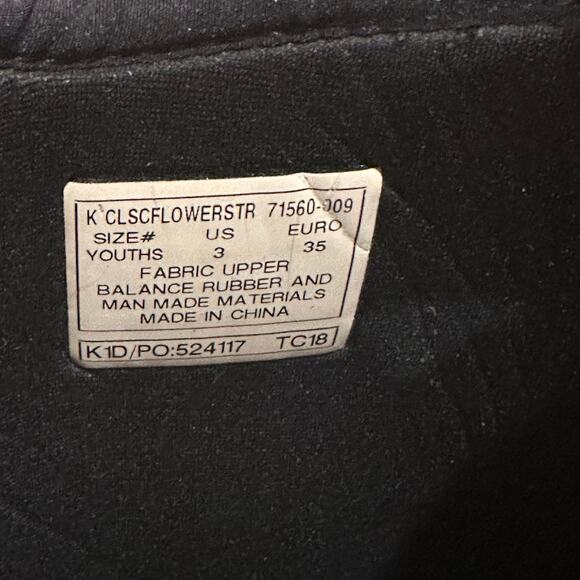 K CLSCFLOWERSTR 71560-909
SIZE# US EURO
YOUTHS 3 35
FABRIC UPPER
BALANCE RUBBER AND
MAN MADE MATERIALS
MADE IN CHINA
K1D/PO:524117 TC18